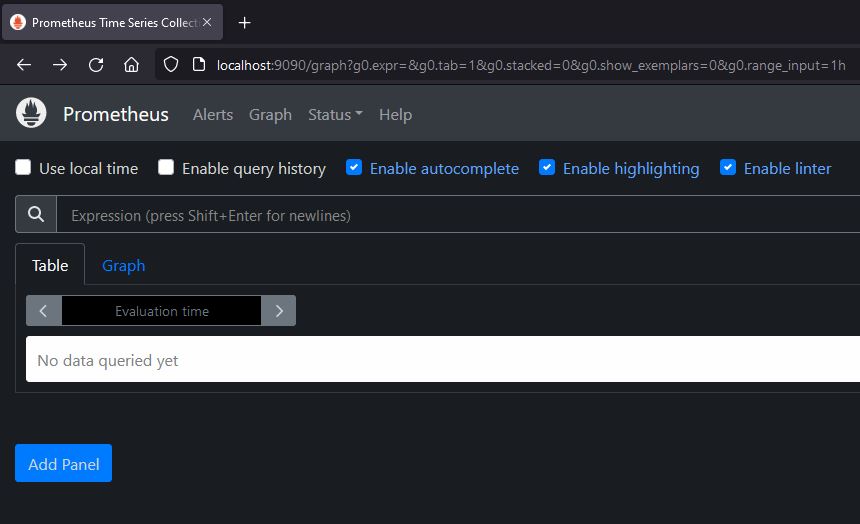 Prometheus Time Series Collecti
localhost:9090/graph?g0.expr=&g0.tab=1&g0.stacked=0&g0.show_exemplars=0&g0.range_input=1h
Prometheus Alerts Graph Status Help
Use local time Enable query history Enable autocomplete Enable highlighting Enable linter
Expression (press Shift+Enter for newlines)
Table Graph
Evaluation time
No data queried yet
Add Panel